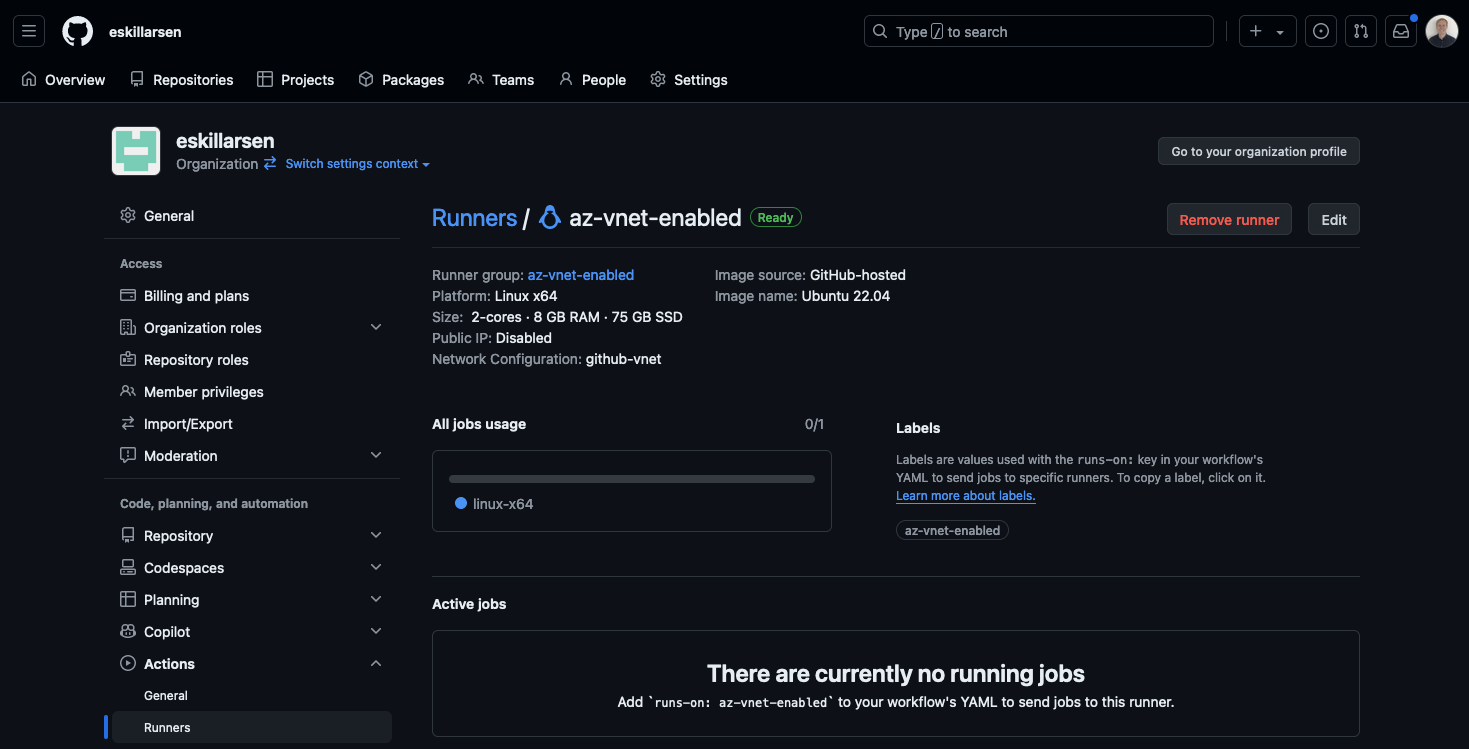 eskillarsen
Type / to search
Overview
Repositories
Projects
Packages
Teams
People
Settings
eskillarsen
Organization
Switch settings context
Go to your organization profile
General
Access
Billing and plans
Organization roles
Repository roles
Member privileges
Import/Export
Moderation
Code, planning, and automation
Repository
Codespaces
Planning
Copilot
Actions
General
Runners
Runners / az-vnet-enabled Ready
Remove runner
Edit
Runner group: az-vnet-enabled
Platform: Linux x64
Size: 2-cores · 8 GB RAM · 75 GB SSD
Public IP: Disabled
Network Configuration: github-vnet
Image source: GitHub-hosted
Image name: Ubuntu 22.04
All jobs usage 0/1
linux-x64
Labels
Labels are values used with the runs-on: key in your workflow's
YAML to send jobs to specific runners. To copy a label, click on it.
Learn more about labels.
az-vnet-enabled
Active jobs
There are currently no running jobs
Add `runs-on: az-vnet-enabled` to your workflow's YAML to send jobs to this runner.